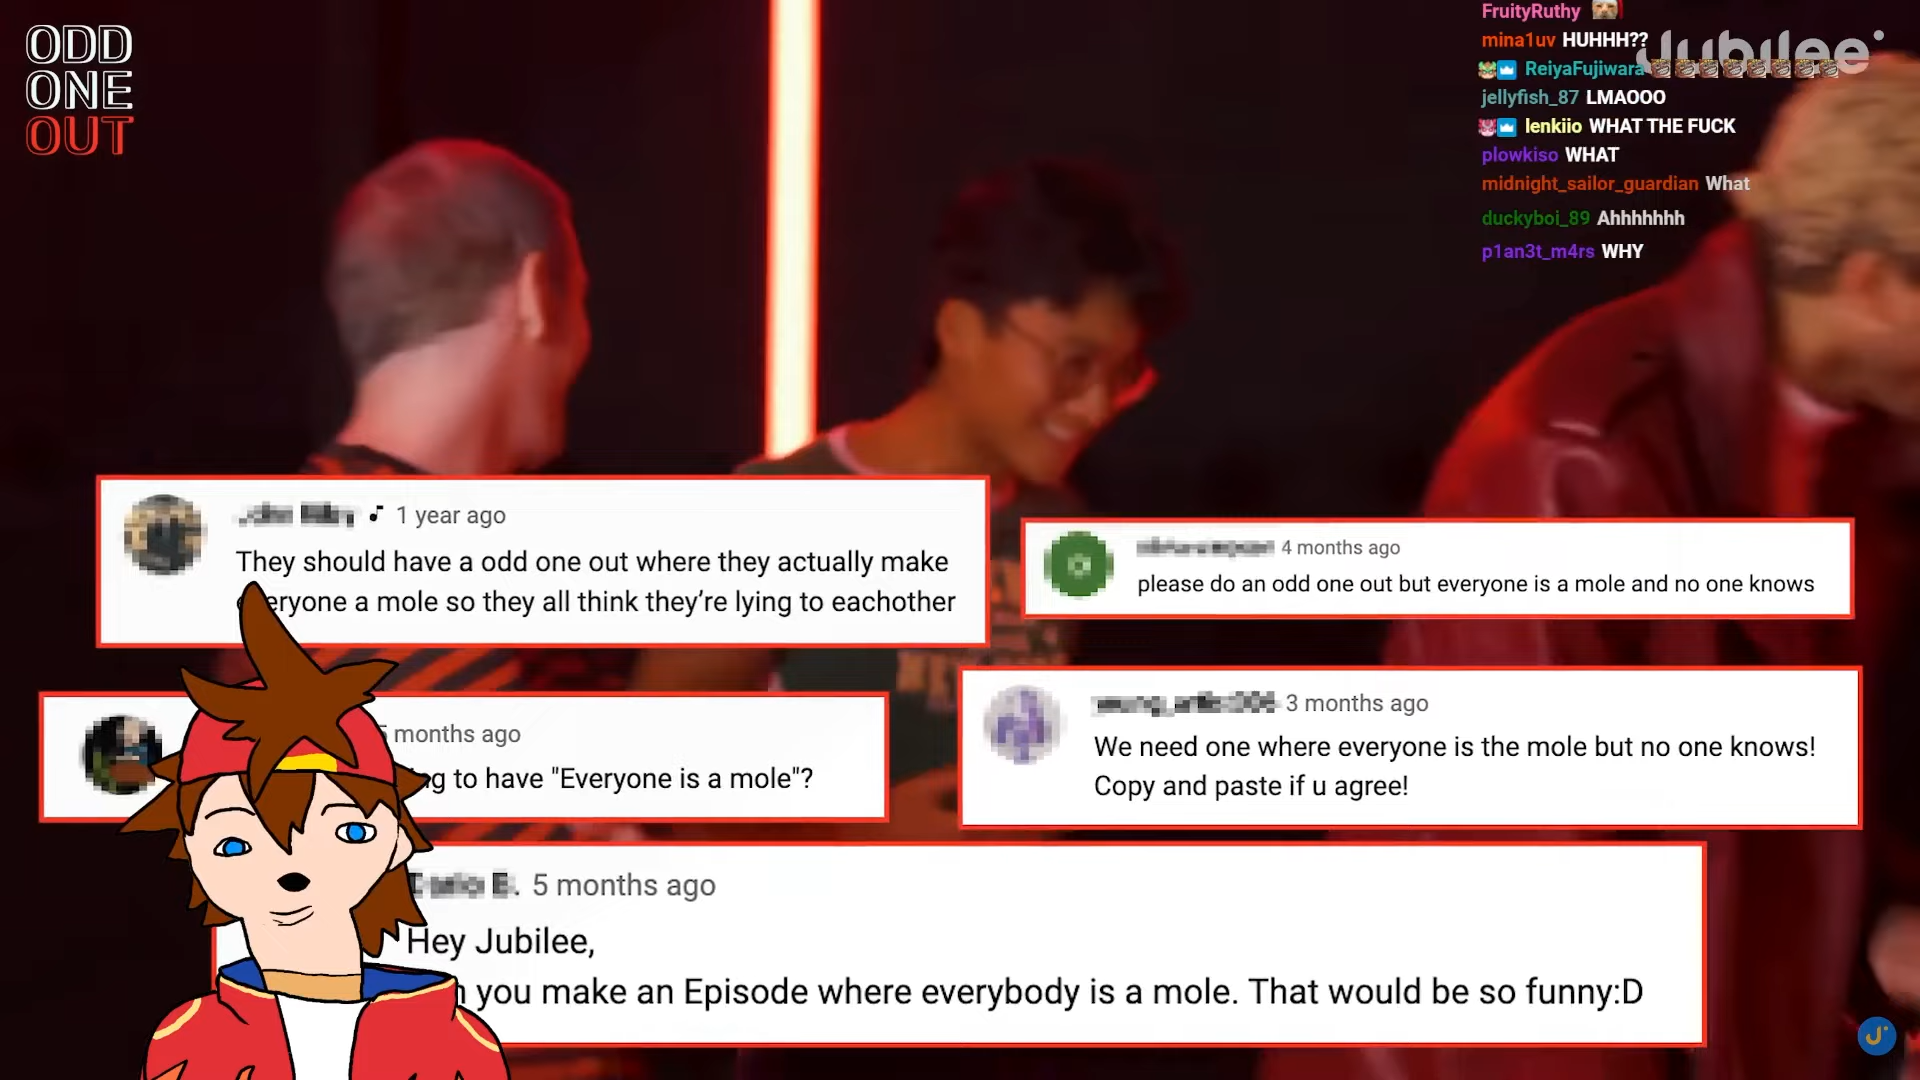 ODD
ONE
OUT
Jubilee
FruityRuthy
mina1uv HUHHH??
ReiyaFujiwara
jellyfish_87 LMAOOO
lenkiio WHAT THE FUCK
plowkiso WHAT
midnight_sailor_guardian What
duckyboi_89 Ahhhhhhh
p1an3t_m4rs WHY
1 year ago
They should have a odd one out where they actually make
eryone a mole so they all think they're lying to eachother
4 months ago
please do an odd one out but everyone is a mole and no one knows
months ago
to have "Everyone is a mole"?
3 months ago
We need one where everyone is the mole but no one knows!
Copy and paste if u agree!
5 months ago
Hey Jubilee,
you make an Episode where everybody is a mole. That would be so funny:D